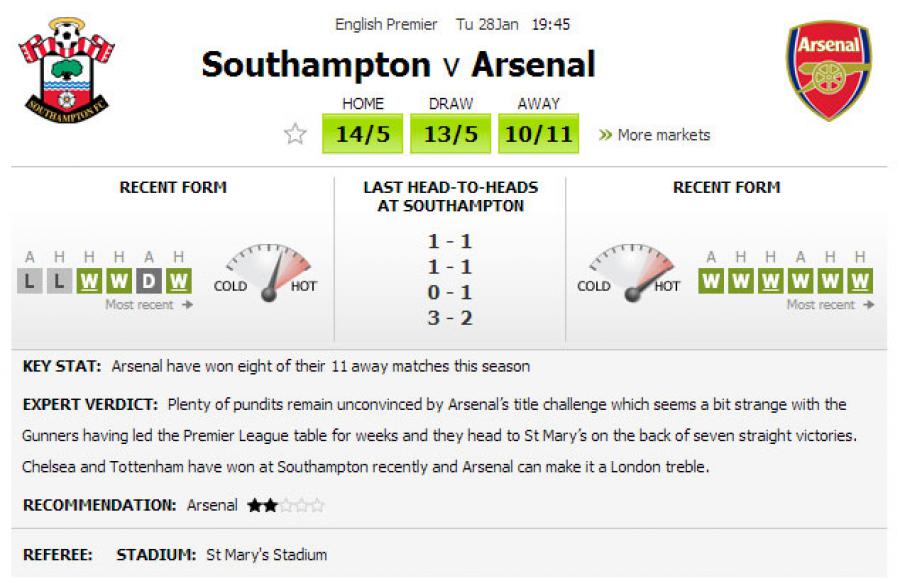 English Premier Tu 28Jan 19:45
Southampton v Arsenal
HOME DRAW AWAY
14/5 13/5 10/11 » More markets
SOUTHAMPTON FC
Arsenal
RECENT FORM
A H H H A H
L L W W D W
Most recent →
COLD HOT
LAST HEAD-TO-HEADS
AT SOUTHAMPTON
1 - 1
1 - 1
0 - 1
3 - 2
RECENT FORM
COLD HOT
A H H A H H
W W W W W W
Most recent →
KEY STAT: Arsenal have won eight of their 11 away matches this season
EXPERT VERDICT: Plenty of pundits remain unconvinced by Arsenal's title challenge which seems a bit strange with the
Gunners having led the Premier League table for weeks and they head to St Mary's on the back of seven straight victories.
Chelsea and Tottenham have won at Southampton recently and Arsenal can make it a London treble.
RECOMMENDATION: Arsenal ★★☆☆☆
REFEREE: STADIUM: St Mary's Stadium